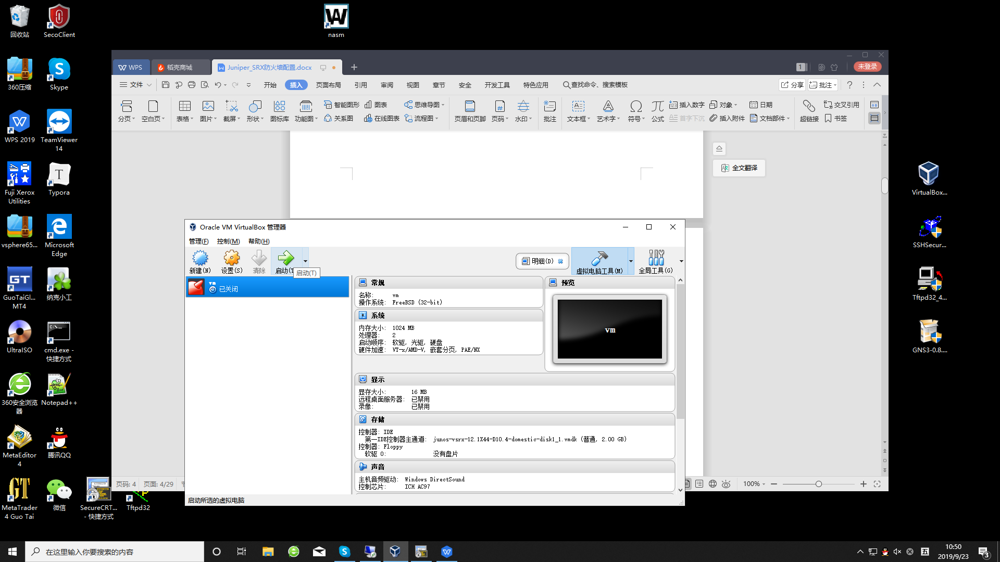 回收站
SecoClient
nasm
360压缩
Skype
WPS 2019
TeamViewer
14
Fuji Xerox
Utilities
Typora
vsphere65...
Microsoft
Edge
GuoTaiGl...
MT4
纳克小工
UltraISO
cmd.exe -
快捷方式
360安全浏览
器
Notepad++
MetaEditor
4
腾讯QQ
MetaTrader
4 Guo Tai
微信
SecureCRT...
- 快捷方式
Tftpd32
VirtualBox...
SSHSecur...
Tftpd32_4...
GNS3-0.8....
WPS
稻壳商城
Juniper_SRX防火墙配置.docx
1
未登录
文件
开始
插入
页面布局
引用
审阅
视图
章节
安全
开发工具
特色应用
查找命令、搜索模板
分享
批注
分页
空白页
表格
图片
截屏
形状
图标库
功能图
智能图形
关系图
图表
在线图表
思维导图
流程图
页眉和页脚
页码
水印
批注
文本框
艺术字
符号
公式
插入数字
首字下沉
对象
插入附件
日期
文档部件
超链接
交叉引用
书签
全文翻译
Oracle VM VirtualBox 管理器
管理(F) 控制(M) 帮助(H)
新建(N)
设置(S)
清除
启动(T)
明细(D)
虚拟电脑工具(M)
全局工具(G)
vm
已关闭
常规
名称: vm
操作系统: FreeBSD (32-bit)
系统
内存大小: 1024 MB
处理器: 2
启动顺序: 软驱, 光驱, 硬盘
硬件加速: VT-x/AMD-V, 嵌套分页, PAE/NX
预览
vm
显示
显存大小: 16 MB
远程桌面服务器: 已禁用
录像: 已禁用
存储
控制器: IDE
第一IDE控制器主通道: junos-vsrx-12.1X44-D10.4-domestic-disk1_1.vmdk (普通, 2.00 GB)
控制器: Floppy
软驱 0: 没有盘片
声音
主机音频驱动: Windows DirectSound
控制芯片: ICH AC97
启动所选的虚拟电脑
页码: 4 页面: 4/29
100%
在这里输入你要搜索的内容
五
10:50
2019/9/23
3